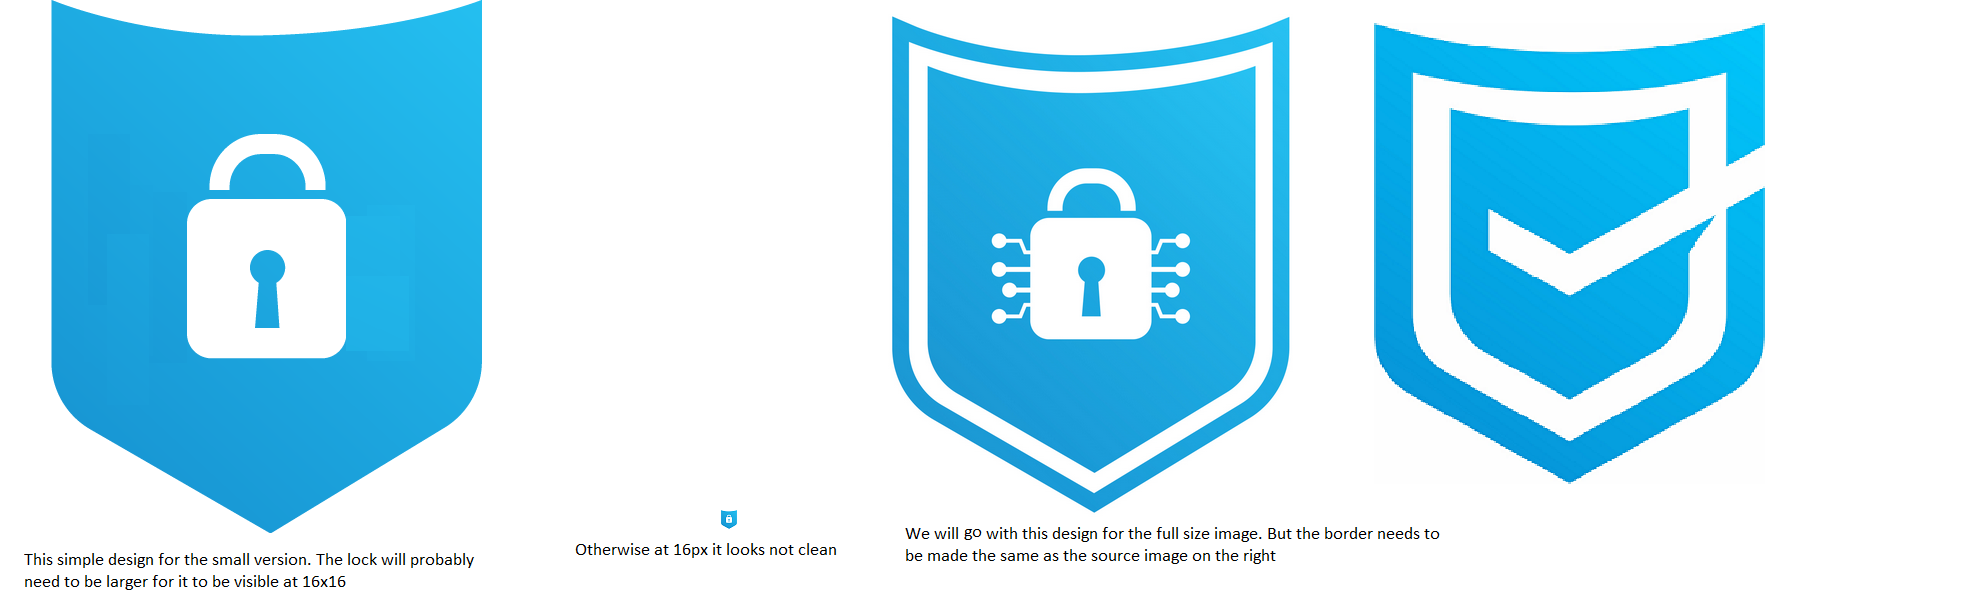 This simple design for the small version. The lock will probably
need to be larger for it to be visible at 16x16
Otherwise at 16px it looks not clean
We will go with this design for the full size image. But the border needs to
be made the same as the source image on the right